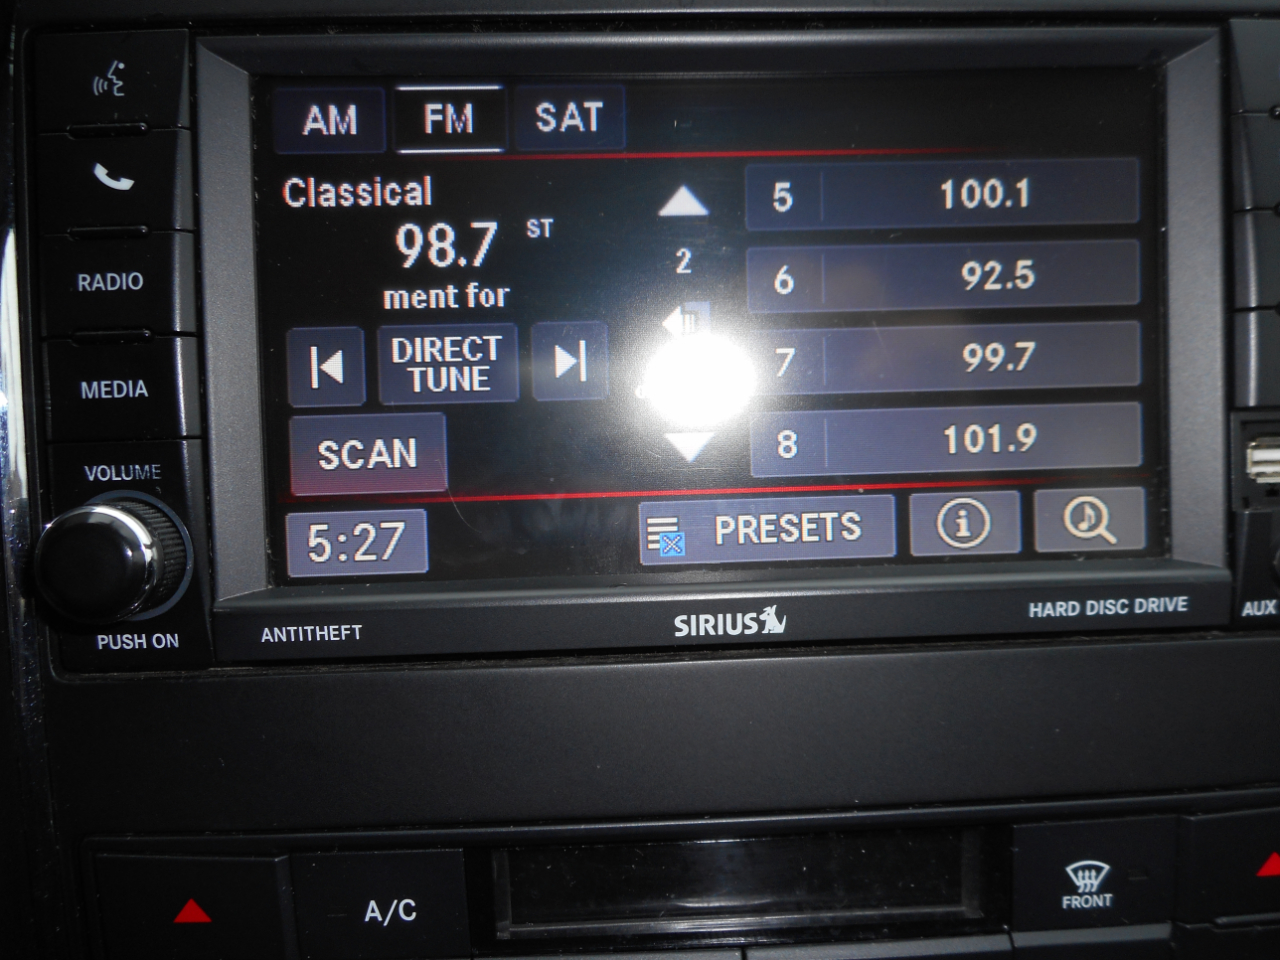 AM FM SAT
Classical
98.7 ST
ment for
DIRECT
TUNE
SCAN
5:27
2
5 100.1
6 92.5
7 99.7
8 101.9
PRESETS
RADIO
MEDIA
VOLUME
PUSH ON
ANTITHEFT
SIRIUS
HARD DISC DRIVE
AUX
A/C
FRONT